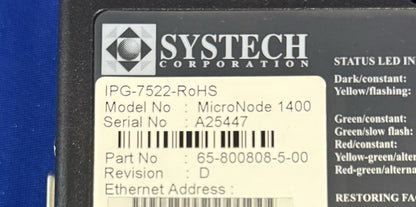 SYSTECH
CORPORATION
IPG-7522-RoHS
Model No : MicroNode 1400
Serial No : A25447
Part No : 65-800808-5-00
Revision : D
Ethernet Address :
STATUS LED IN
Dark/constant:
Yellow/flashing:
Green/constant:
Green/slow flash:
Red/constant:
Yellow-green/alter
Red-green/alterna
RESTORING FA